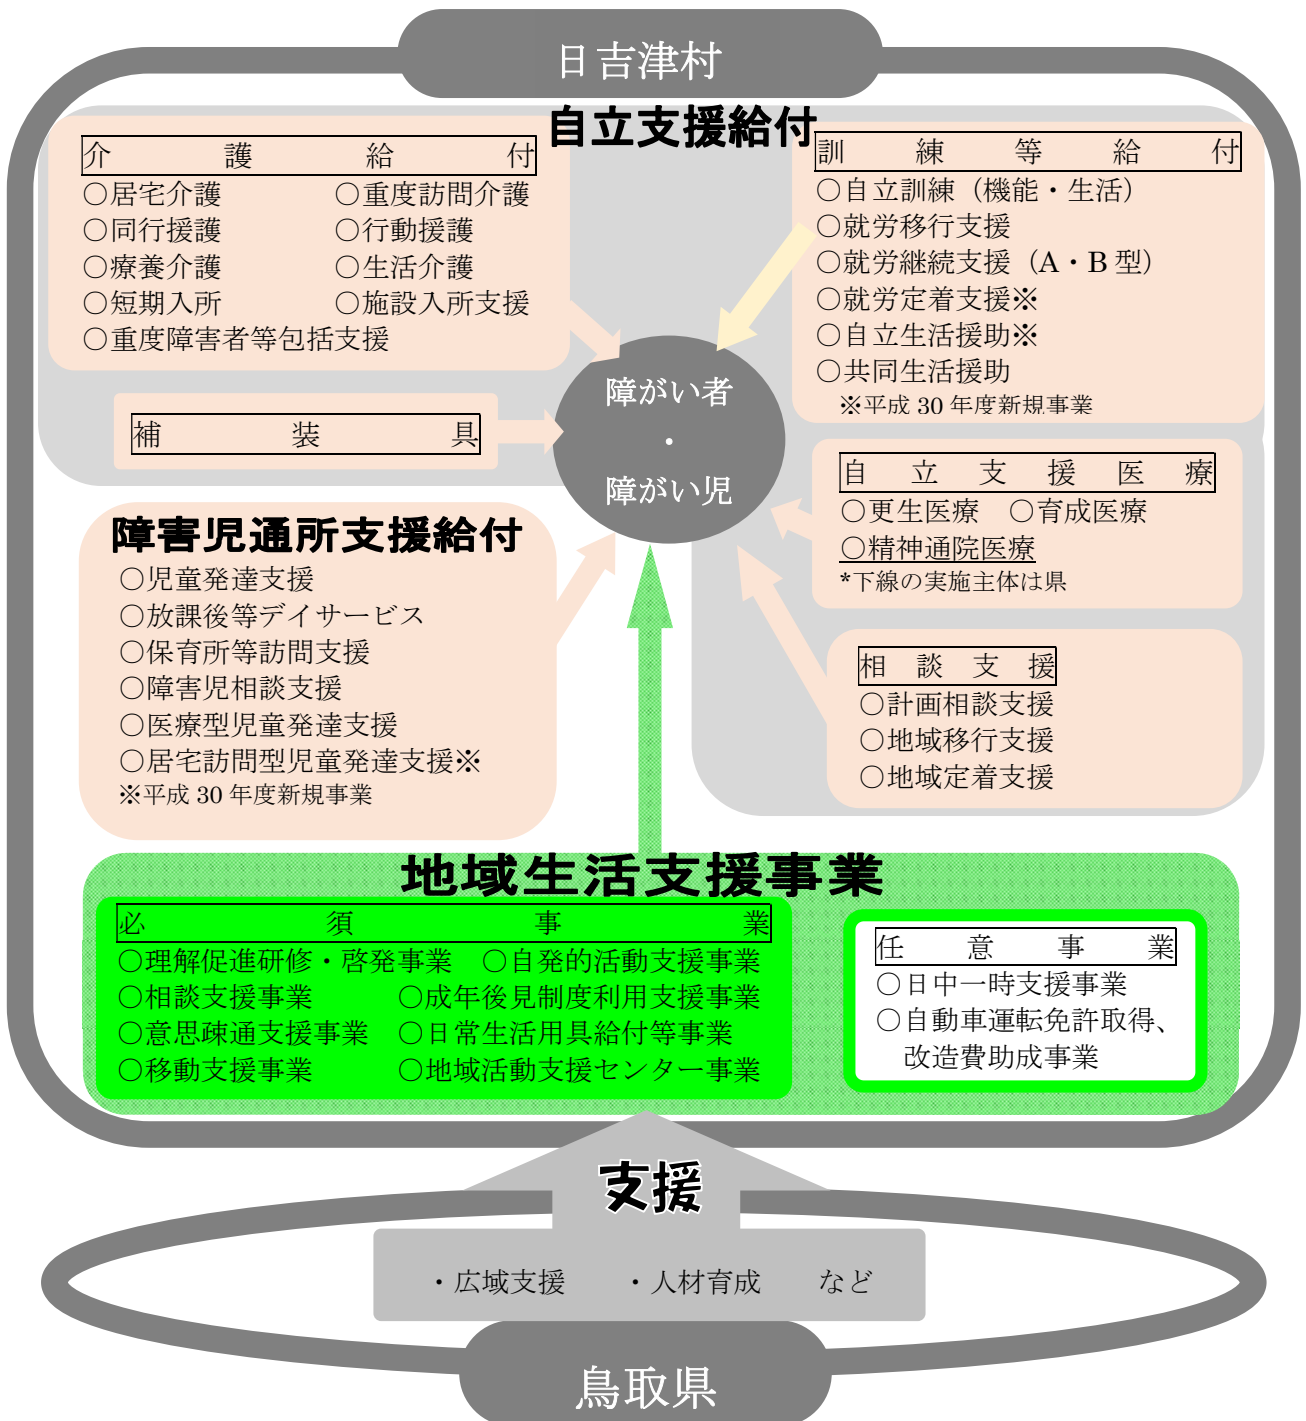 日吉津村
自立支援給付
介護給付
○居宅介護 ○重度訪問介護
○同行援護 ○行動援護
○療養介護 ○生活介護
○短期入所 ○施設入所支援
○重度障害者等包括支援
訓練等給付
○自立訓練（機能・生活）
○就労移行支援
○就労継続支援（A・B型）
○就労定着支援※
○自立生活援助※
○共同生活援助
※平成30年度新規事業
補装具
障がい者
・
障がい児
自立支援医療
○更生医療 ○育成医療
○精神通院医療
*下線の実施主体は県
障害児通所支援給付
○児童発達支援
○放課後等デイサービス
○保育所等訪問支援
○障害児相談支援
○医療型児童発達支援
○居宅訪問型児童発達支援※
※平成30年度新規事業
相談支援
○計画相談支援
○地域移行支援
○地域定着支援
地域生活支援事業
必須事業
○理解促進研修・啓発事業 ○自発的活動支援事業
○相談支援事業 ○成年後見制度利用支援事業
○意思疎通支援事業 ○日常生活用具給付等事業
○移動支援事業 ○地域活動支援センター事業
任意事業
○日中一時支援事業
○自動車運転免許取得、
改造費助成事業
支援
・広域支援 ・人材育成 など
鳥取県